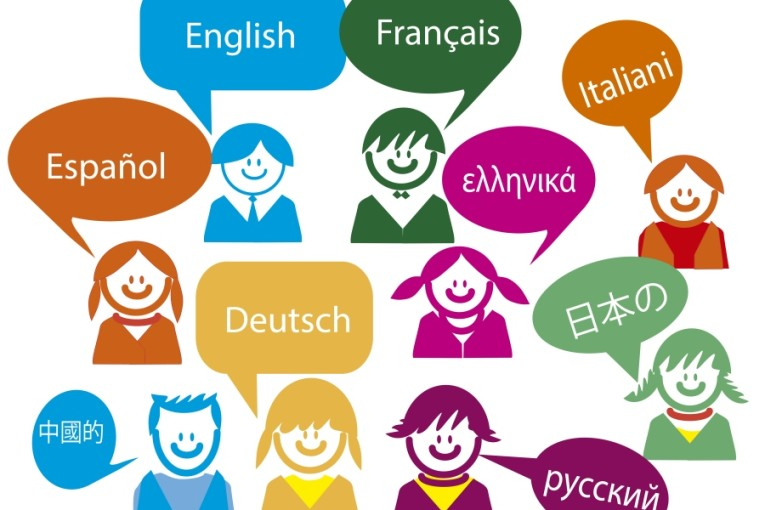 English
Français
Italiani
Español
ελληνικά
Deutsch
日本の
中國的
русский